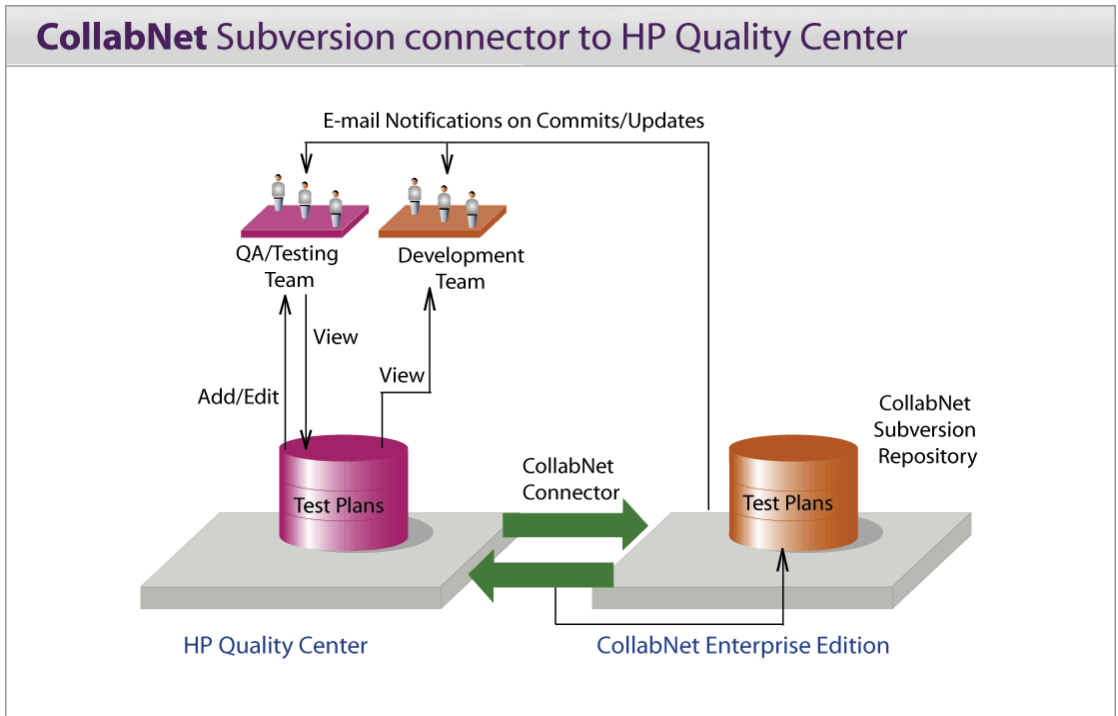 CollabNet Subversion connector to HP Quality Center
E-mail Notifications on Commits/Updates
QA/Testing
Team
Development
Team
View
View
Add/Edit
CollabNet
Subversion
Repository
CollabNet
Connector
Test Plans
Test Plans
HP Quality Center
CollabNet Enterprise Edition